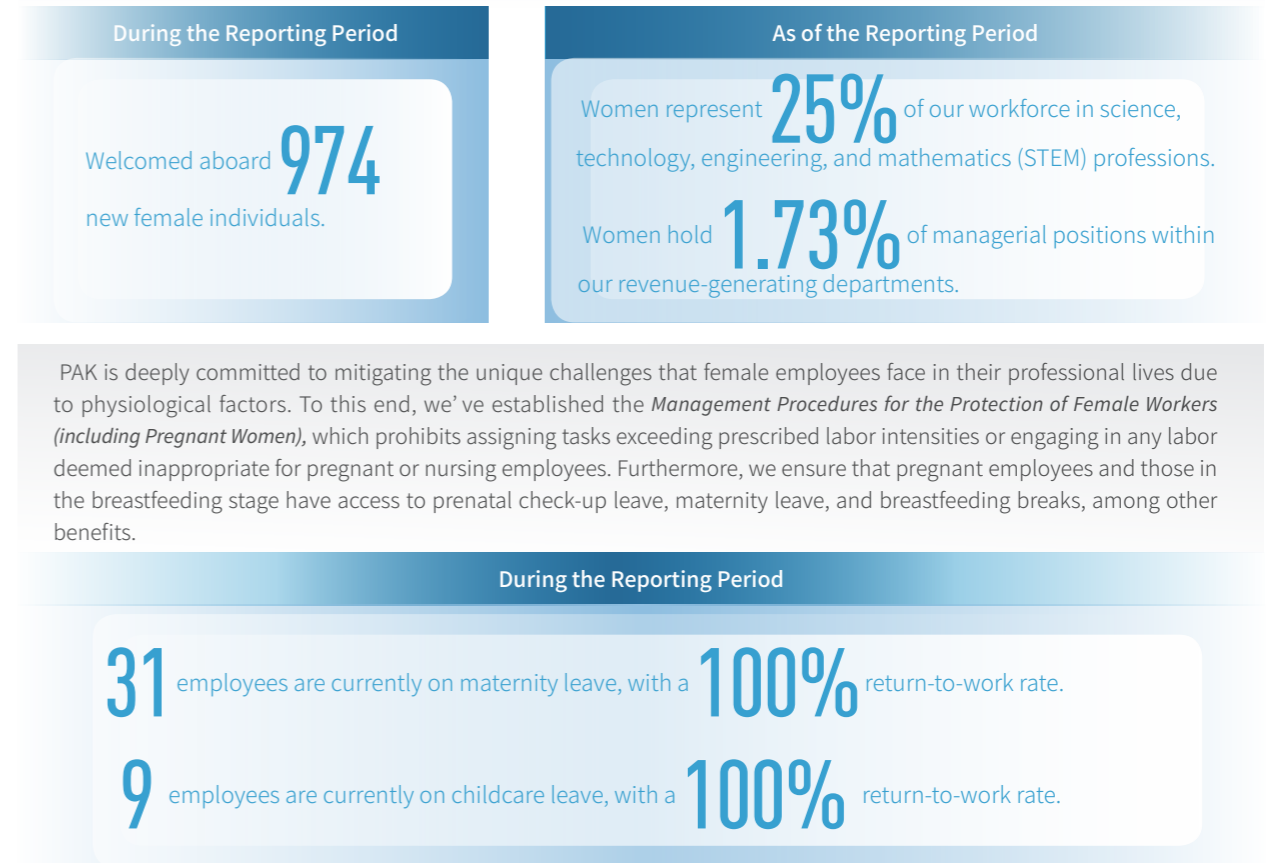 During the Reporting Period
Welcomed aboard 974
new female individuals.
As of the Reporting Period
Women represent 25% of our workforce in science,
technology, engineering, and mathematics (STEM) professions.
Women hold 1.73% of managerial positions within
our revenue-generating departments.
PAK is deeply committed to mitigating the unique challenges that female employees face in their professional lives due
to physiological factors. To this end, we’ ve established the Management Procedures for the Protection of Female Workers
(including Pregnant Women), which prohibits assigning tasks exceeding prescribed labor intensities or engaging in any labor
deemed inappropriate for pregnant or nursing employees. Furthermore, we ensure that pregnant employees and those in
the breastfeeding stage have access to prenatal check-up leave, maternity leave, and breastfeeding breaks, among other
benefits.
During the Reporting Period
31 employees are currently on maternity leave, with a 100% return-to-work rate.
9 employees are currently on childcare leave, with a 100% return-to-work rate.